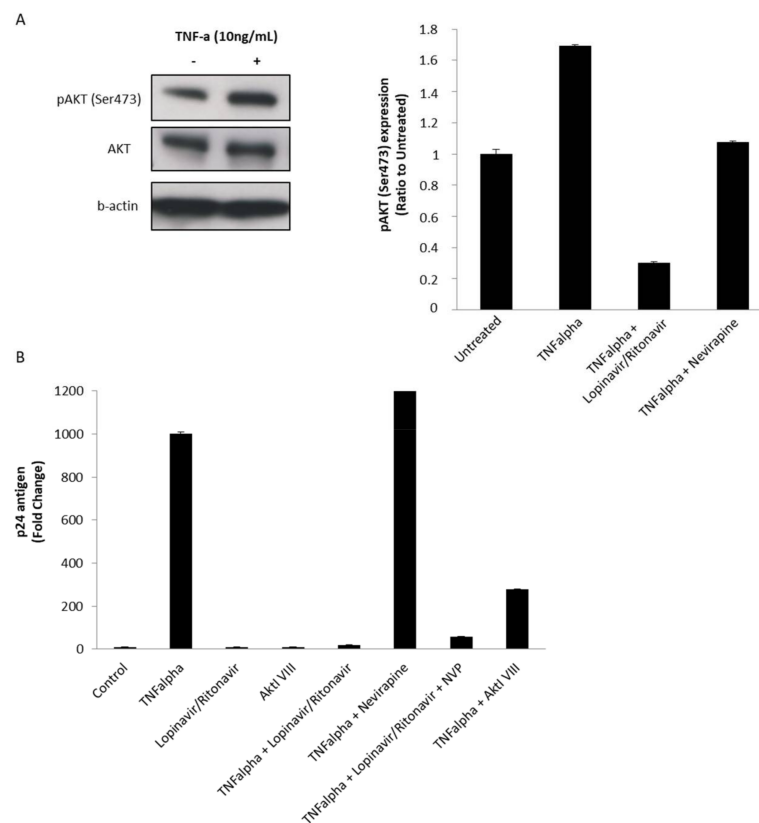 A
TNF-a (10ng/mL)
- +
pAKT (Ser473)
AKT
b-actin
pAKT (Ser473) expression
(Ratio to Untreated)
1.8
1.6
1.4
1.2
1
0.8
0.6
0.4
0.2
0
Untreated
TNFalpha
TNFalpha +
Lopinavir/Ritonavir
TNFalpha + Nevirapine
B
p24 antigen
(Fold Change)
1200
1000
800
600
400
200
0
Control
TNFalpha
Lopinavir/Ritonavir
AktI VIII
TNFalpha + Lopinavir/Ritonavir
TNFalpha + Nevirapine
TNFalpha + Lopinavir/Ritonavir + NVP
TNFalpha + AktI VIII